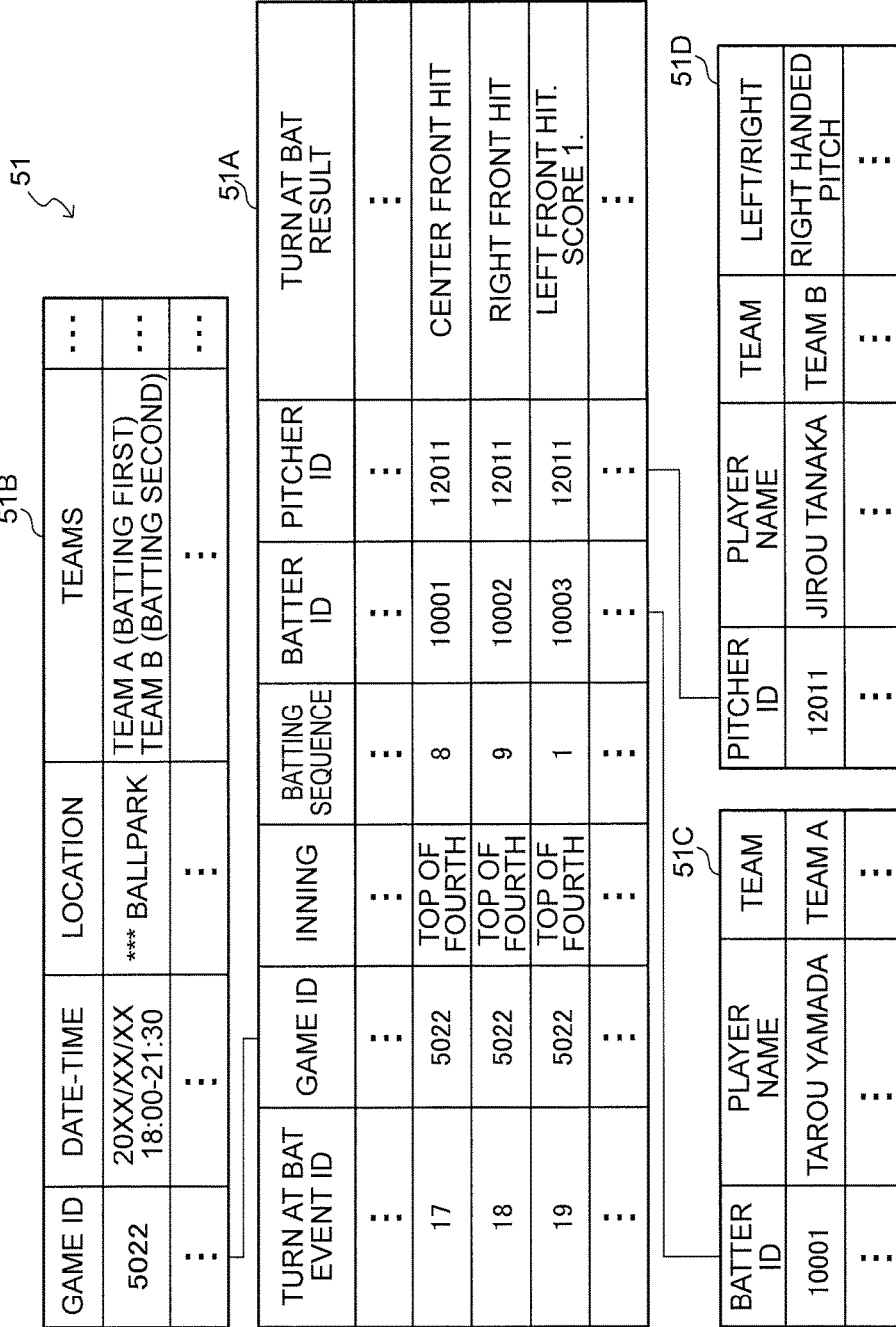 51
51B
GAME ID DATE-TIME LOCATION TEAMS ...
5022 20XX/XX/XX *** BALLPARK TEAM A (BATTING FIRST) ...
18:00-21:30 TEAM B (BATTING SECOND)
... ... ... ... ...
51A
TURN AT BAT GAME ID INNING BATTING BATTER PITCHER TURN AT BAT
EVENT ID SEQUENCE ID ID RESULT
... ... ... ... ... ... ...
17 5022 TOP OF 8 10001 12011 CENTER FRONT HIT
FOURTH
18 5022 TOP OF 9 10002 12011 RIGHT FRONT HIT
FOURTH
19 5022 TOP OF 1 10003 12011 LEFT FRONT HIT.
FOURTH SCORE 1.
... ... ... ... ... ... ...
51C
BATTER PLAYER TEAM
ID NAME
10001 TAROU YAMADA TEAM A
... ... ...
51D
PITCHER PLAYER TEAM LEFT/RIGHT
ID NAME
12011 JIROU TANAKA TEAM B RIGHT HANDED
PITCH
... ... ... ...